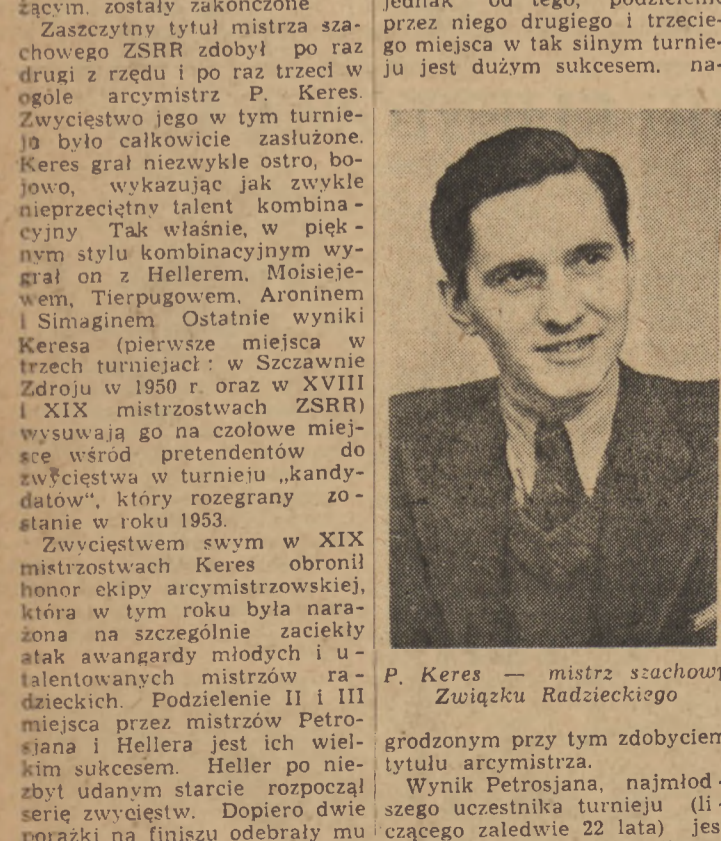 żącym. zostały zakończone
Zaszczytny tytuł mistrza sza-
chowego ZSRR zdobył po raz
drugi z rzędu i po raz trzeci w
ogóle arcymistrz P. Keres.
Zwycięstwo jego w tym turnie-
ju było całkowicie zasłużone.
Keres grał niezwykle ostro, bo-
jowo, wykazując jak zwykle
nieprzeciętny talent kombina-
cyjny Tak właśnie, w pięk-
nym stylu kombinacyjnym wy-
grał on z Hellerem, Moisieje-
wem, Tierpugowem, Aroninem
i Simaginem Ostatnie wyniki
Keresa (pierwsze miejsca w
trzech turniejach: w Szczawnie
Zdroju w 1950 r. oraz w XVIII
i XIX mistrzostwach ZSRR)
wysuwają go na czołowe miej-
sce wśród pretendentów do
zwycięstwa w turnieju „kandy-
datów“, który rozegrany zo-
stanie w roku 1953.
Zwycięstwem swym w XIX
mistrzostwach Keres obronił
honor ekipy arcymistrzowskiej,
która w tym roku była nara-
żona na szczególnie zaciekły
atak awangardy młodych i u-
talentowanych mistrzów ra-
dzieckich. Podzielenie II i III
miejsca przez mistrzów Petro-
sjana i Hellera jest ich wiel-
kim sukcesem. Heller po nie-
zbyt udanym starcie rozpoczął
serię zwycięstw. Dopiero dwie
porażki na finiszu odebrały mu
jednak od tego, podzielenie
przez niego drugiego i trzecie-
go miejsca w tak silnym turnie-
ju jest dużym sukcesem, na-
P. Keres — mistrz szachowy
Związku Radzieckiego
grodzonym przy tym zdobyciem
tytułu arcymistrza.
Wynik Petrosjana, najmłod-
szego uczestnika turnieju (li-
czącego zaledwie 22 lata) jes